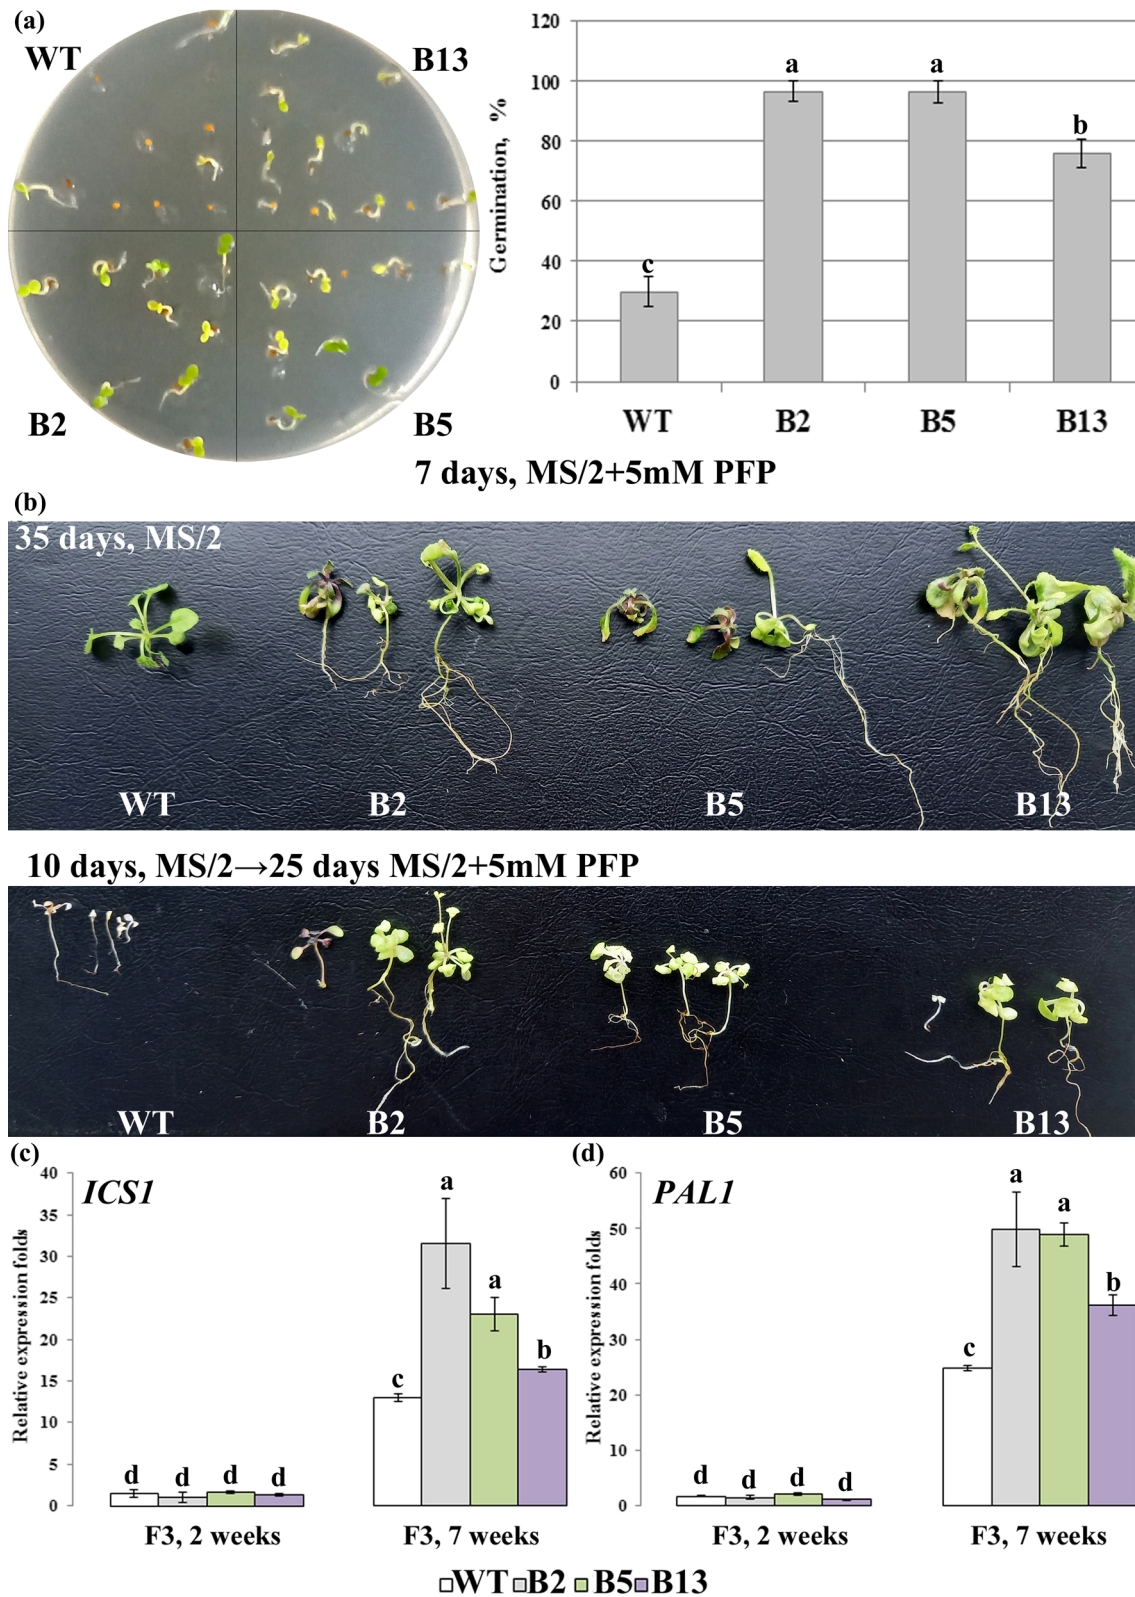 (a)
WT
B13
B2
B5
Germination, %
120
100
80
60
40
20
0
c
a
a
b
WT B2 B5 B13
7 days, MS/2+5mM PFP
(b)
35 days, MS/2
WT B2 B5 B13
10 days, MS/2→25 days MS/2+5mM PFP
WT B2 B5 B13
(c)
ICS1
Relative expression folds
40
35
30
25
20
15
10
5
0
d d d d
c a a b
F3, 2 weeks F3, 7 weeks
(d)
PAL1
Relative expression folds
60
50
40
30
20
10
0
d d d d
c a a b
F3, 2 weeks F3, 7 weeks
WT B2 B5 B13